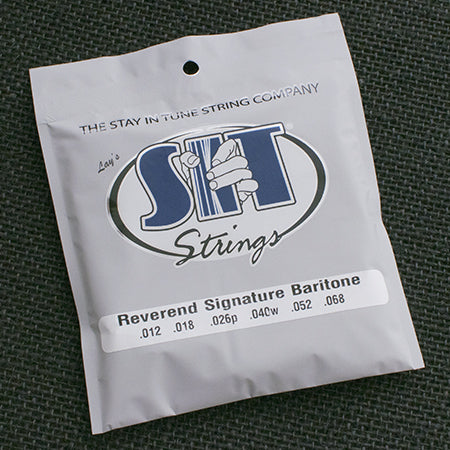 THE STAY IN TUNE STRING COMPANY
Lay's
SIT
Strings
Reverend Signature Baritone
.012 .018 .026p .040w .052 .068